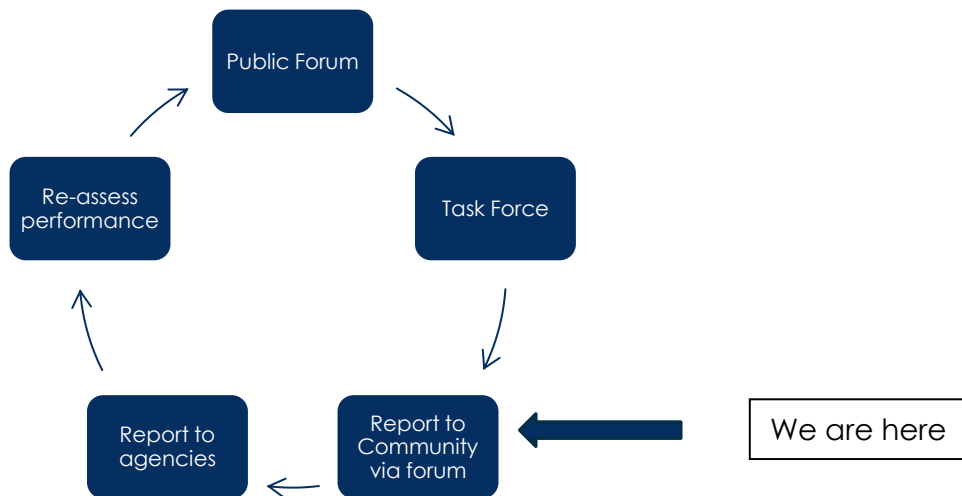 Public Forum
Task Force
Report to
Community
via forum
We are here
Report to
agencies
Re-assess
performance